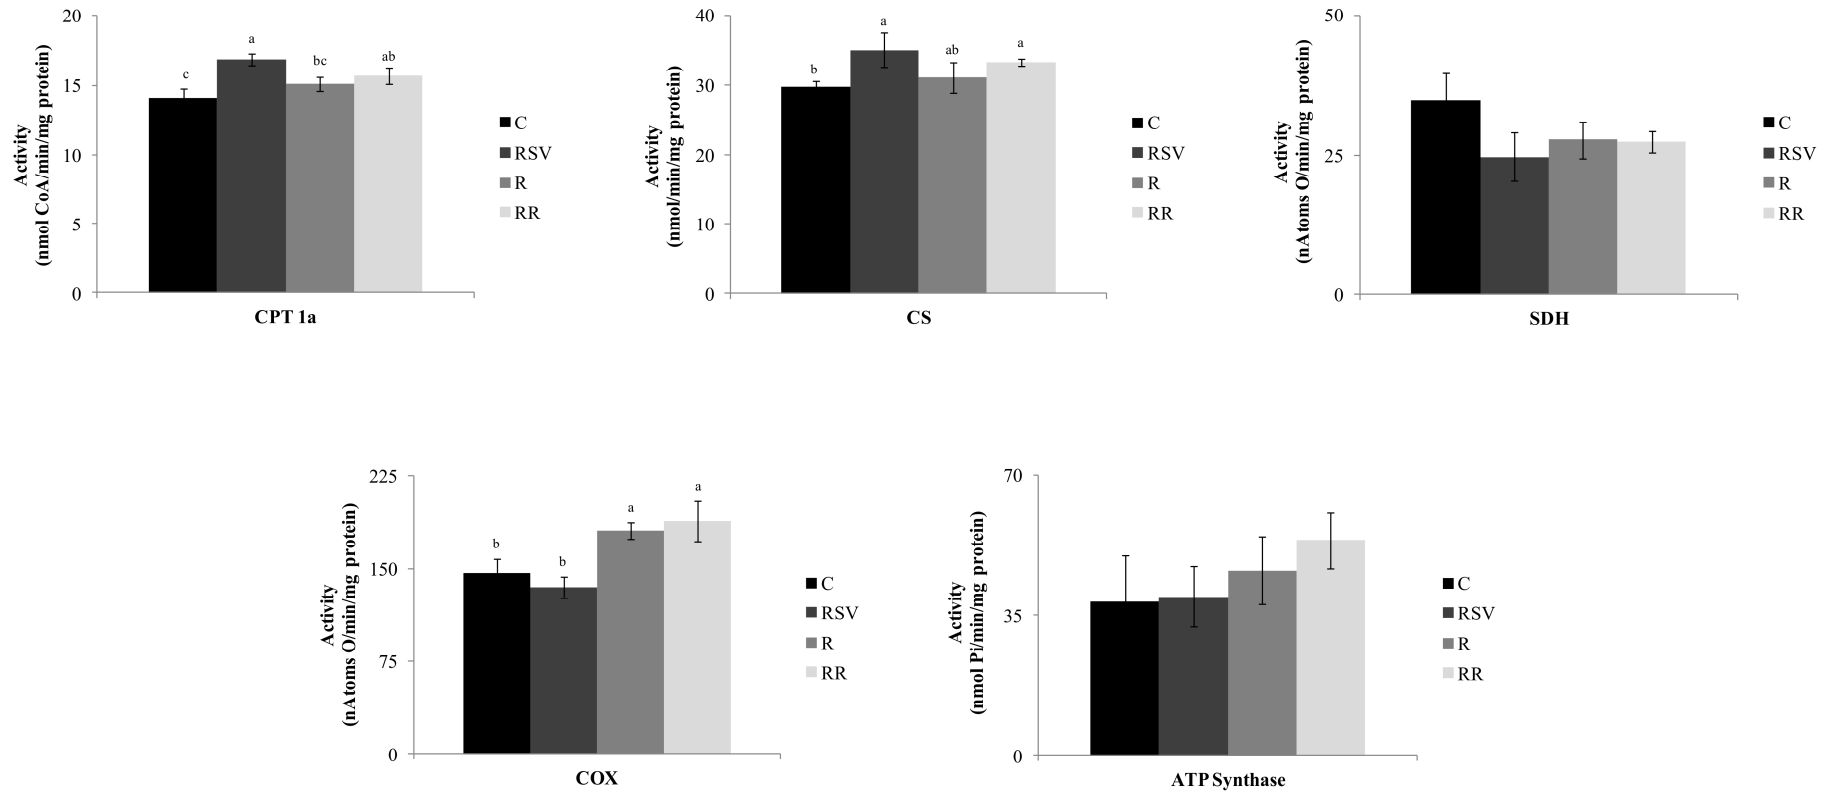 20
15
10
5
0
Activity
(nmol CoA/min/mg protein)
c
a
bc
ab
CPT 1a
C
RSV
R
RR
40
30
20
10
0
Activity
(nmol/min/mg protein)
b
a
ab
a
CS
C
RSV
R
RR
50
25
0
Activity
(nAtoms O/min/mg protein)
SDH
C
RSV
R
RR
225
150
75
0
Activity
(nAtoms O/min/mg protein)
b
b
a
a
COX
C
RSV
R
RR
70
35
0
Activity
(nmol Pi/min/mg protein)
ATP Synthase
C
RSV
R
RR